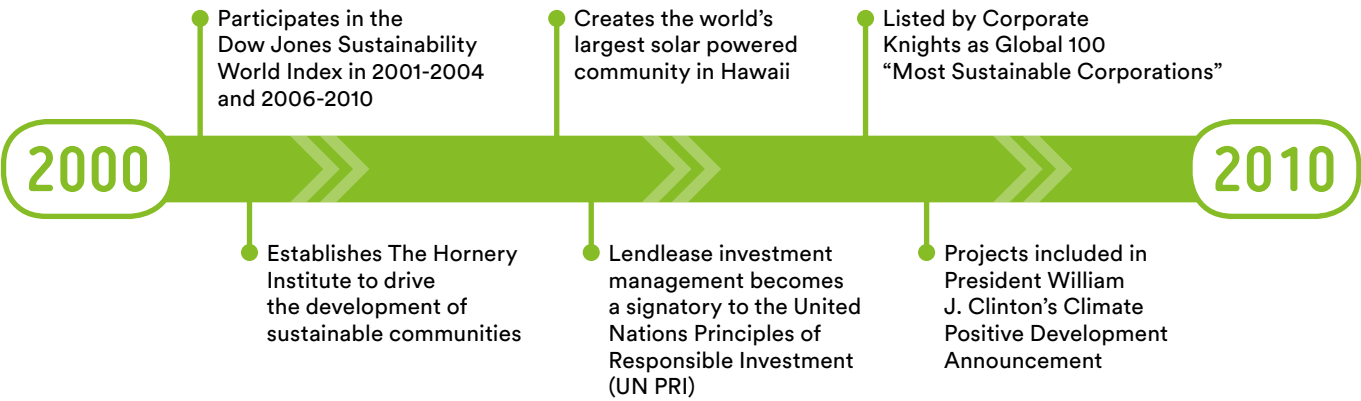 Participates in the
Dow Jones Sustainability
World Index in 2001-2004
and 2006-2010
Creates the world’s
largest solar powered
community in Hawaii
Listed by Corporate
Knights as Global 100
“Most Sustainable Corporations”
2000
2010
Establishes The Hornery
Institute to drive
the development of
sustainable communities
Lendlease investment
management becomes
a signatory to the United
Nations Principles of
Responsible Investment
(UN PRI)
Projects included in
President William
J. Clinton’s Climate
Positive Development
Announcement